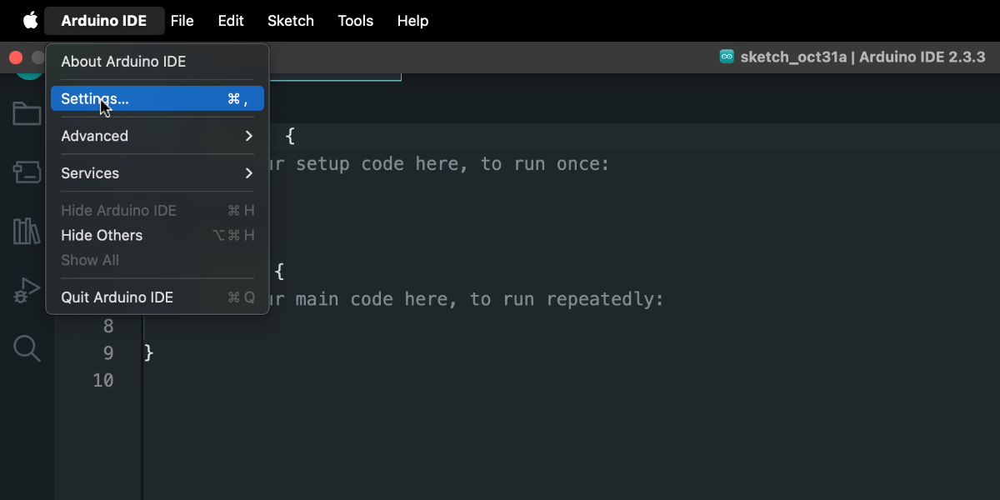 Arduino IDE File Edit Sketch Tools Help
sketch_oct31a | Arduino IDE 2.3.3
About Arduino IDE
Settings... ⌘ ,
Advanced
{
Services
setup code here, to run once:
Hide Arduino IDE ⌘ H
Hide Others ⌥ ⌘ H
Show All
{
Quit Arduino IDE ⌘ Q
main code here, to run repeatedly:
8
9 }
10